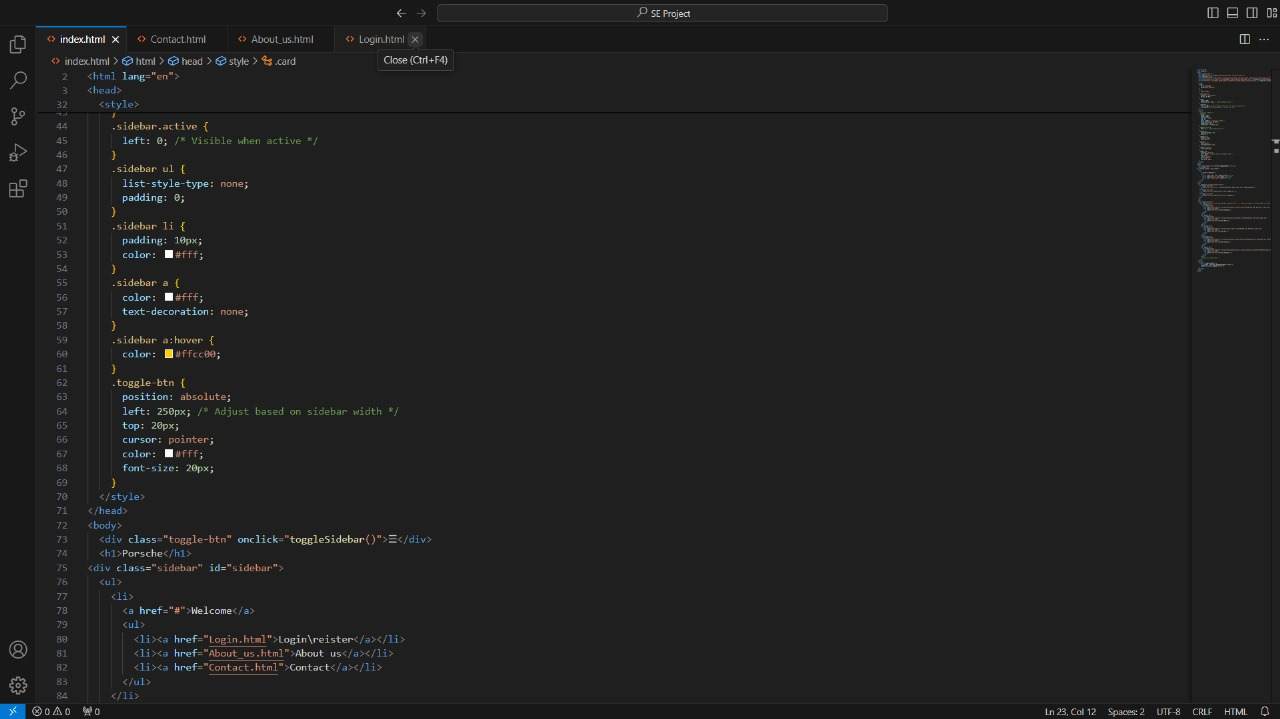 SE Project
index.html
Contact.html
About_us.html
Login.html
index.html > html > head > style > .card
Close (Ctrl+F4)
2 <html lang="en">
3 <head>
32 <style>
43 }
44 .sidebar.active {
45 left: 0; /* Visible when active */
46 }
47 .sidebar ul {
48 list-style-type: none;
49 padding: 0;
50 }
51 .sidebar li {
52 padding: 10px;
53 color: #fff;
54 }
55 .sidebar a {
56 color: #fff;
57 text-decoration: none;
58 }
59 .sidebar a:hover {
60 color: #ffcc00;
61 }
62 .toggle-btn {
63 position: absolute;
64 left: 250px; /* Adjust based on sidebar width */
65 top: 20px;
66 cursor: pointer;
67 color: #fff;
68 font-size: 20px;
69 }
70 </style>
71 </head>
72 <body>
73 <div class="toggle-btn" onclick="toggleSidebar()">☰</div>
74 <h1>Porsche</h1>
75 <div class="sidebar" id="sidebar">
76 <ul>
77 <li>
78 <a href="#">Welcome</a>
79 <ul>
80 <li><a href="Login.html">Login\reister</a></li>
81 <li><a href="About_us.html">About us</a></li>
82 <li><a href="Contact.html">Contact</a></li>
83 </ul>
84 </li>
0 0 0 Ln 23, Col 12 Spaces: 2 UTF-8 CRLF HTML